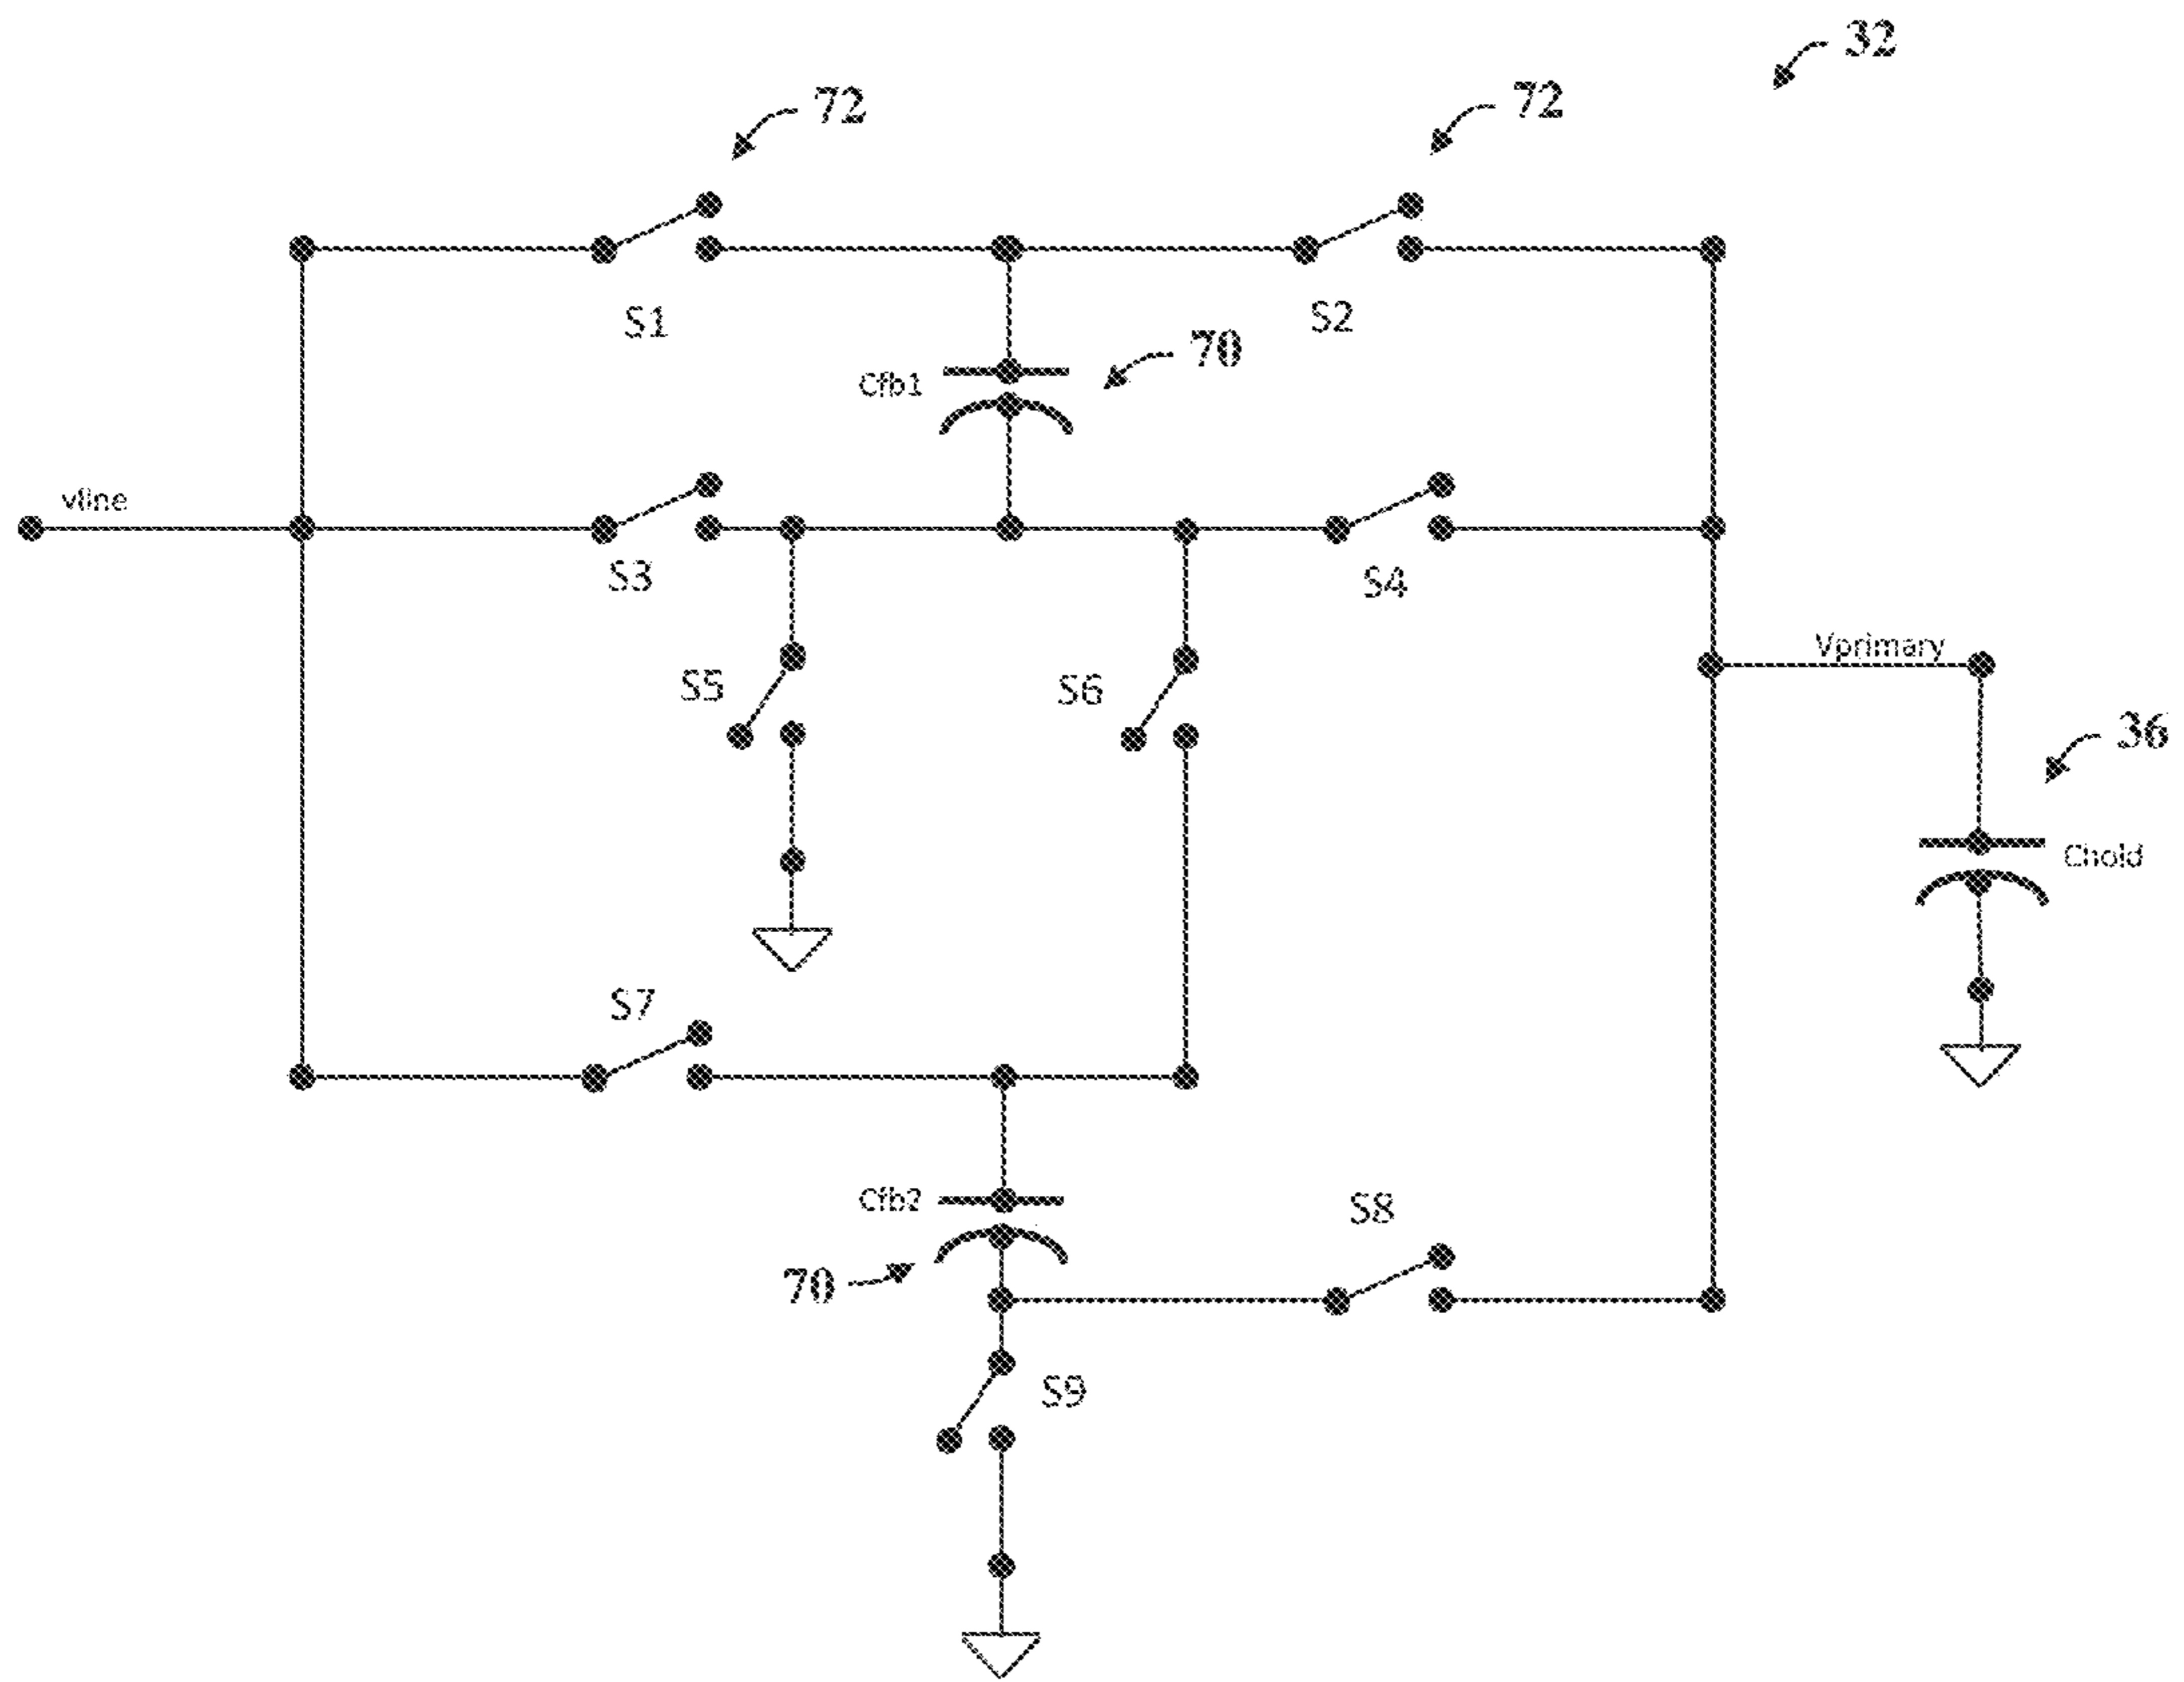 32
72
72
S1
S2
70
Cfb1
vline
S3
S4
Vprimary
S5
S6
36
Chold
S7
Cfb2
S8
70
S9